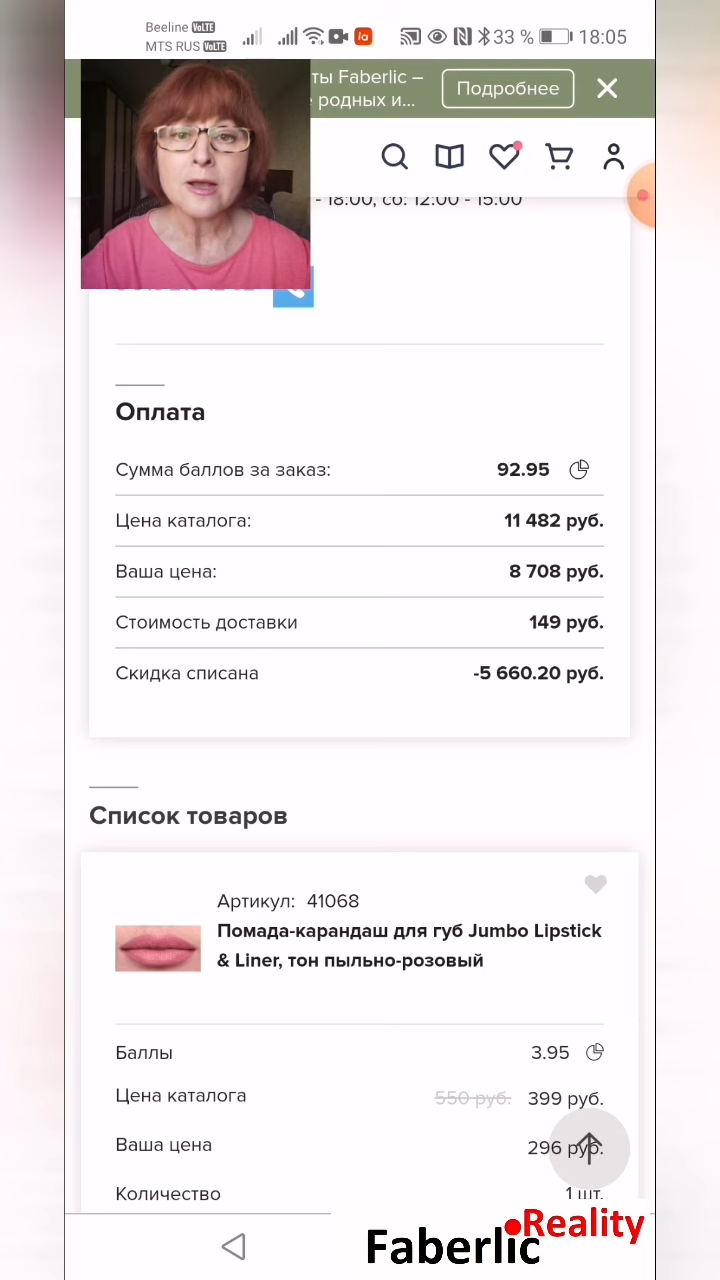 Beeline VoLTE
MTS RUS VoLTE
33 % 18:05
ты Faberlic –
е родных и...
Подробнее
- 18:00, сб: 12:00 - 15:00
Оплата
Сумма баллов за заказ: 92.95
Цена каталога: 11 482 руб.
Ваша цена: 8 708 руб.
Стоимость доставки 149 руб.
Скидка списана -5 660.20 руб.
Список товаров
Артикул: 41068
Помада-карандаш для губ Jumbo Lipstick
& Liner, тон пыльно-розовый
Баллы 3.95
Цена каталога 550 руб. 399 руб.
Ваша цена 296 руб.
Количество 1 шт.
Reality
Faberlic